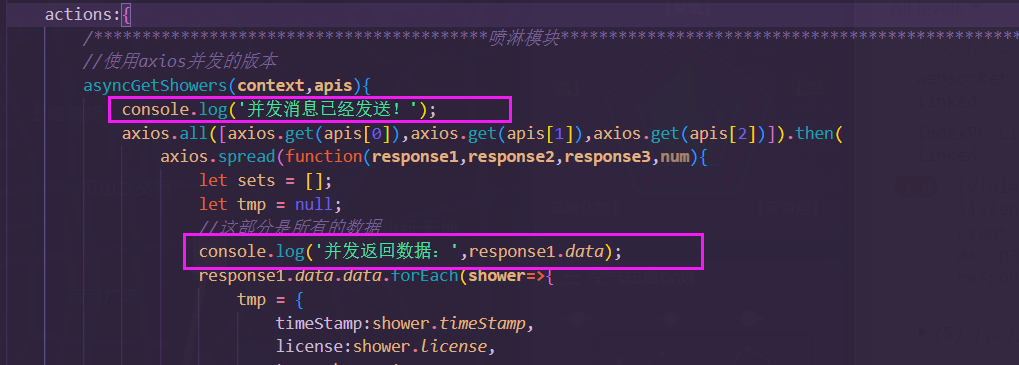 actions:{
/*****************************************喷淋模块************************************************
//使用axios并发的版本
asyncGetShowers(context,apis){
console.log('并发消息已经发送！');
axios.all([axios.get(apis[0]),axios.get(apis[1]),axios.get(apis[2])]).then(
axios.spread(function(response1,response2,response3,num){
let sets = [];
let tmp = null;
//这部分是所有的数据
console.log('并发返回数据：',response1.data);
response1.data.data.forEach(shower=>{
tmp = {
timeStamp:shower.timeStamp,
license:shower.license,